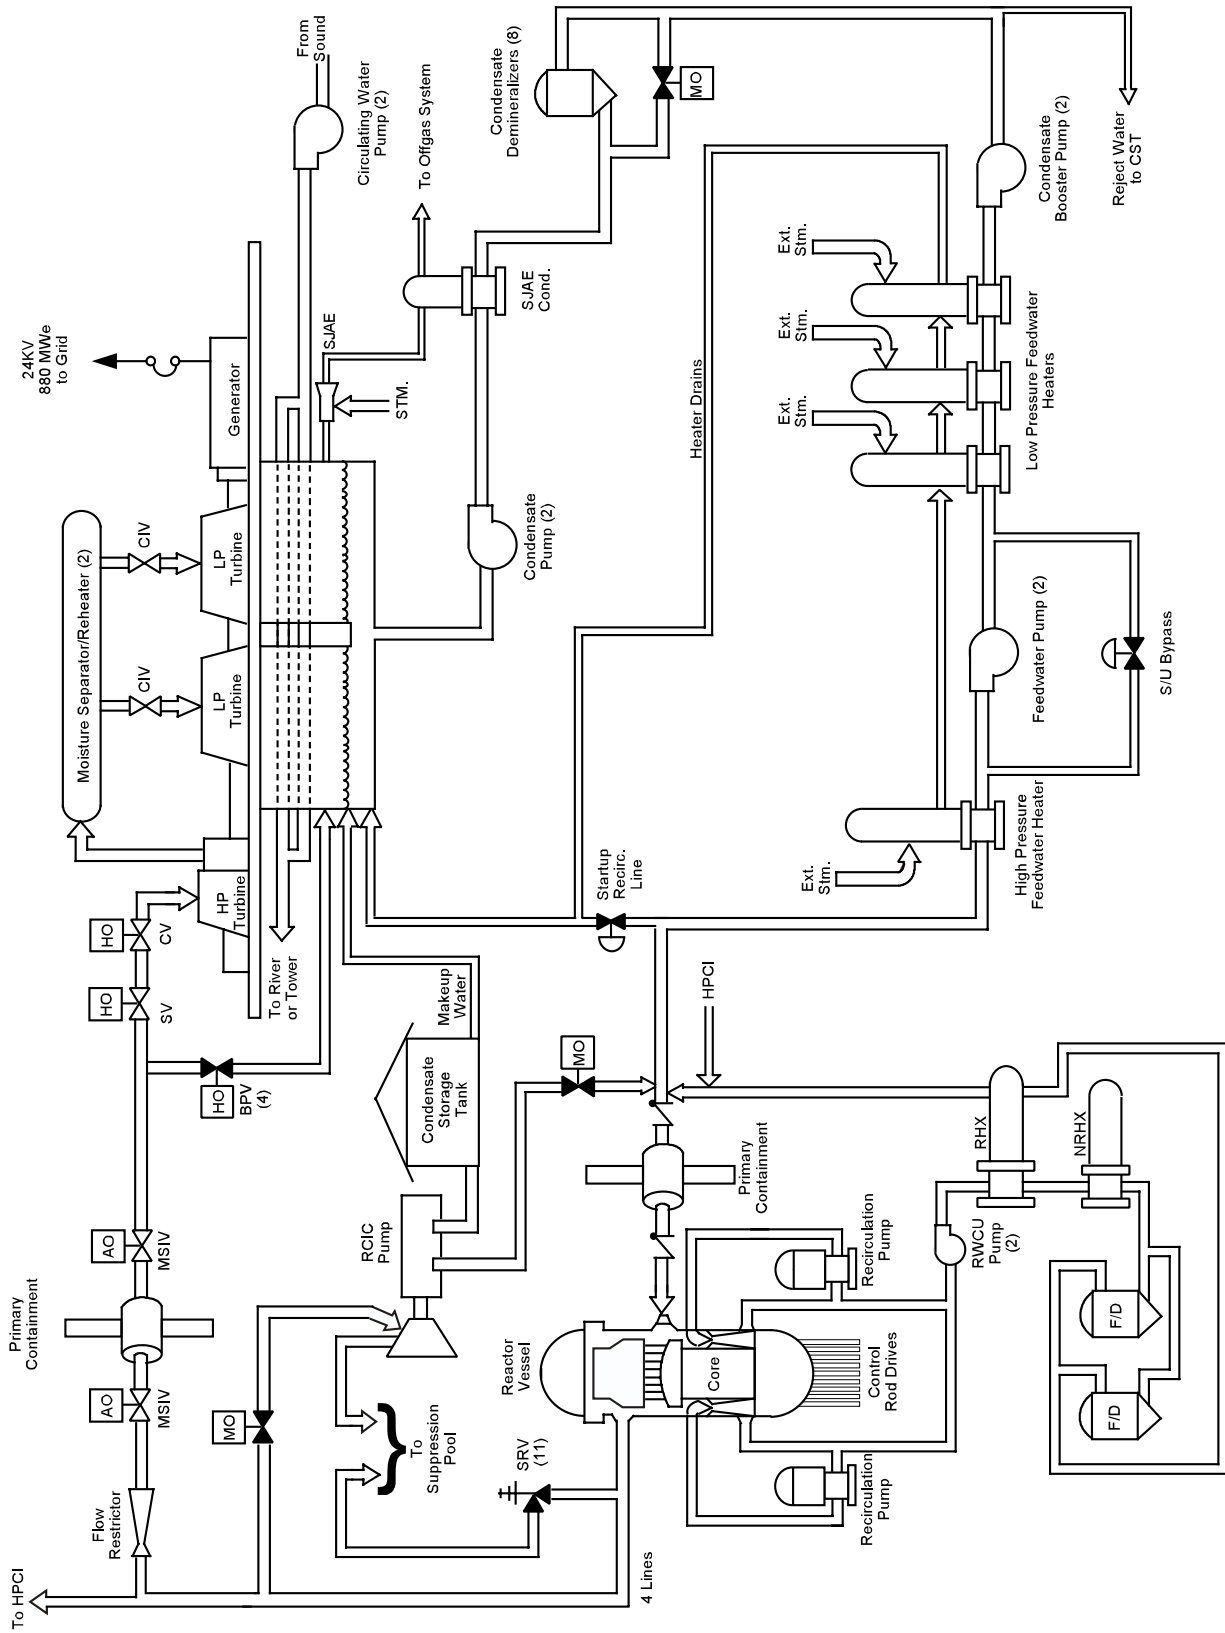 To HPCI
Flow
Restrictor
AO
MSIV
Primary
Containment
AO
MSIV
MO
HO
SV
HO
CV
HO
BPV
(4)
HP
Turbine
Moisture Separator/Reheater (2)
CIV
CIV
LP
Turbine
LP
Turbine
Generator
24KV
880 MWe
to Grid
From
Sound
Circulating Water
Pump (2)
To River
or Tower
SJAE
STM.
To Offgas System
SJAE
Cond.
Condensate
Pump (2)
Condensate
Demineralizers (8)
MO
Condensate
Booster Pump (2)
Reject Water
to CST
Heater Drains
Ext.
Stm.
Ext.
Stm.
Ext.
Stm.
Low Pressure Feedwater
Heaters
Feedwater Pump (2)
S/U Bypass
Ext.
Stm.
High Pressure
Feedwater Heater
Startup
Recirc.
Line
Makeup
Water
Condensate
Storage
Tank
RCIC
Pump
MO
HPCI
To
Suppression
Pool
SRV
(11)
4 Lines
Reactor
Vessel
Core
Control
Rod Drives
Primary
Containment
Recirculation
Pump
Recirculation
Pump
RWCU
Pump
(2)
RHX
NRHX
F/D
F/D